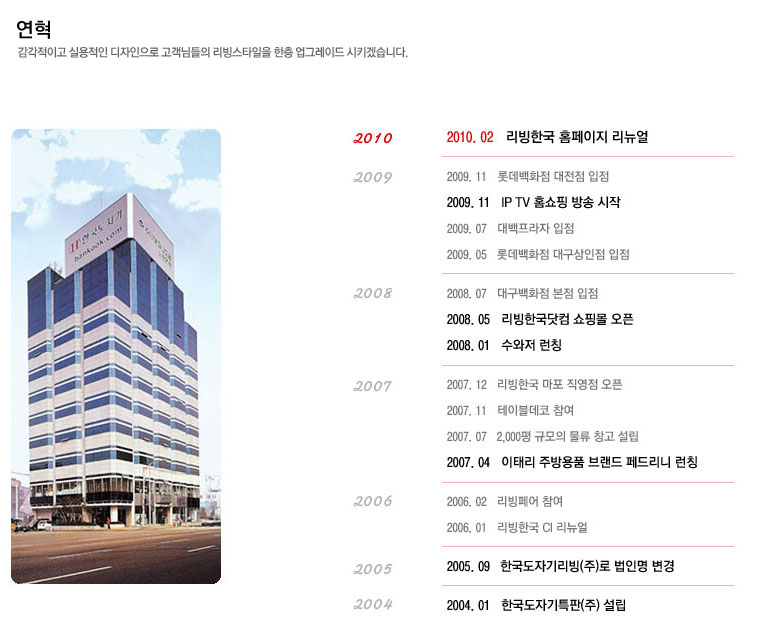 연혁
감각적이고 실용적인 디자인으로 고객님들의 리빙스타일을 한층 업그레이드 시키겠습니다.
한국도자기
hankook.com
2010
2010. 02 리빙한국 홈페이지 리뉴얼
2009
2009. 11 롯데백화점 대전점 입점
2009. 11 IP TV 홈쇼핑 방송 시작
2009. 07 대백프라자 입점
2009. 05 롯데백화점 대구상인점 입점
2008
2008. 07 대구백화점 본점 입점
2008. 05 리빙한국닷컴 쇼핑몰 오픈
2008. 01 수와저 런칭
2007
2007. 12 리빙한국 마포 직영점 오픈
2007. 11 테이블데코 참여
2007. 07 2,000평 규모의 물류 창고 설립
2007. 04 이태리 주방용품 브랜드 페드리니 런칭
2006
2006. 02 리빙페어 참여
2006. 01 리빙한국 CI 리뉴얼
2005
2005. 09 한국도자기리빙(주)로 법인명 변경
2004
2004. 01 한국도자기특판(주) 설립